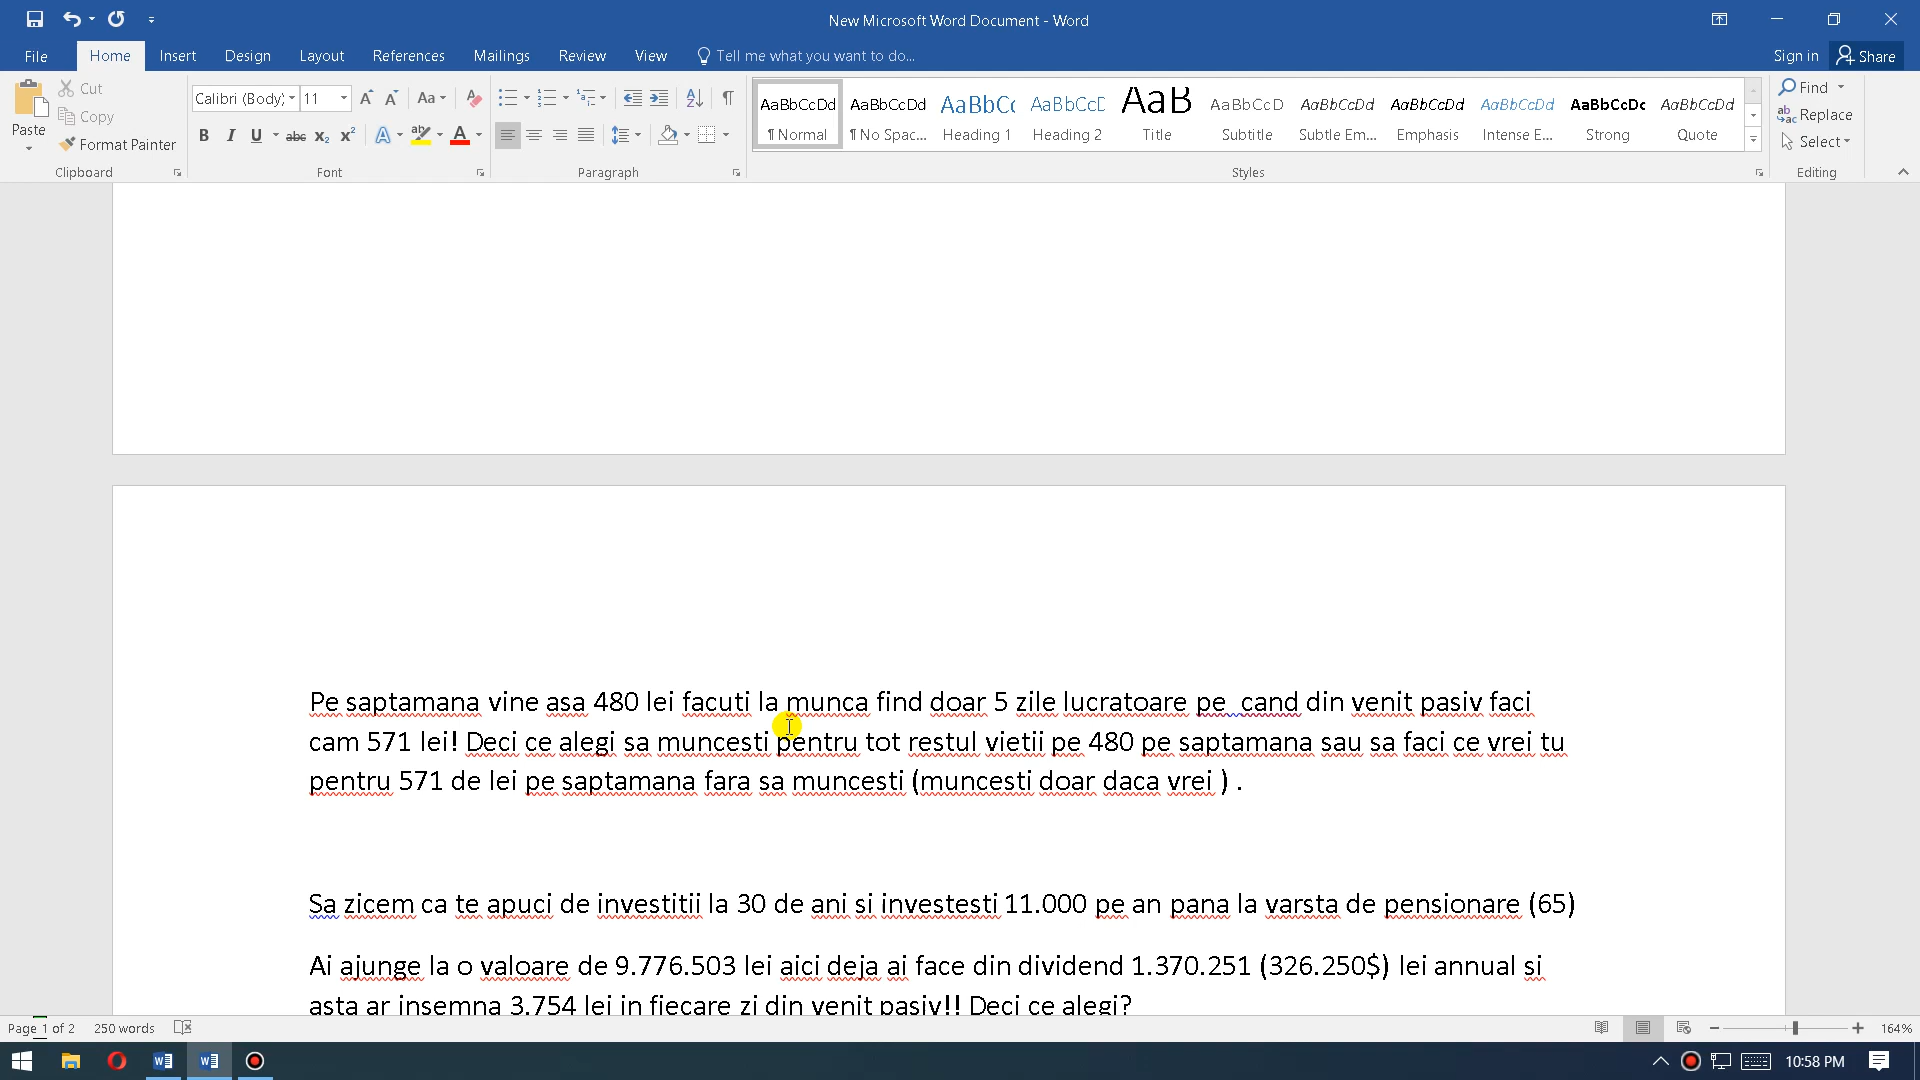 New Microsoft Word Document - Word
File Home Insert Design Layout References Mailings Review View Tell me what you want to do... Sign in Share
Paste
Cut
Copy
Format Painter
Clipboard
Calibri (Body) 11
Font
Paragraph
AaBbCcDd AaBbCcDd AaBbCc AaBbCcC AaB AaBbCcD AaBbCcDd AaBbCcDd AaBbCcDd AaBbCcDc AaBbCcDd
¶ Normal ¶ No Spac... Heading 1 Heading 2 Title Subtitle Subtle Em... Emphasis Intense E... Strong Quote
Styles
Find
Replace
Select
Editing
Pe saptamana vine asa 480 lei facuti la munca find doar 5 zile lucratoare pe  cand din venit pasiv faci
cam 571 lei! Deci ce alegi sa muncesti pentru tot restul vietii pe 480 pe saptamana sau sa faci ce vrei tu
pentru 571 de lei pe saptamana fara sa muncesti (muncesti doar daca vrei ) .
Sa zicem ca te apuci de investitii la 30 de ani si investesti 11.000 pe an pana la varsta de pensionare (65)
Ai ajunge la o valoare de 9.776.503 lei aici deja ai face din dividend 1.370.251 (326.250$) lei annual si
asta ar insemna 3.754 lei in fiecare zi din venit pasiv!! Deci ce alegi?
Page 1 of 2 250 words 164%
10:58 PM